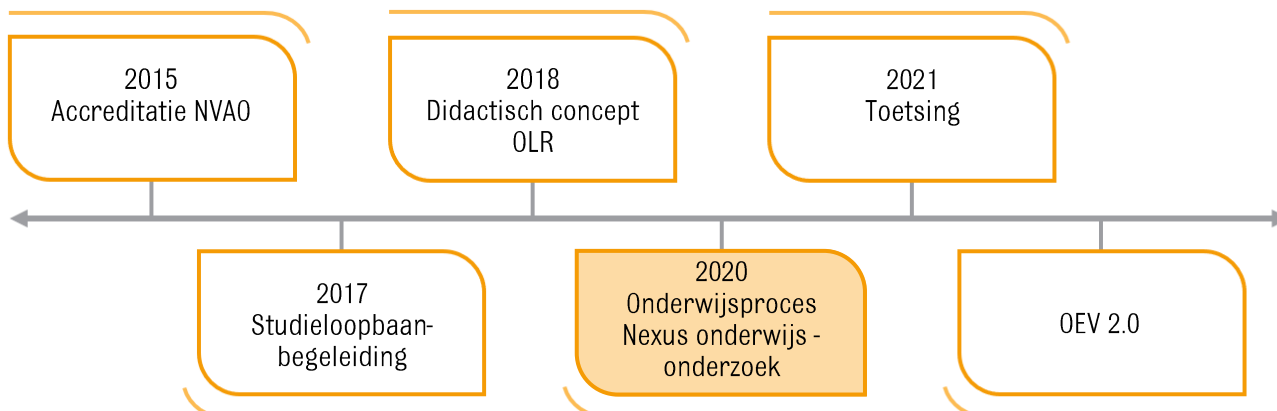 2015
Accreditatie NVAO
2018
Didactisch concept
OLR
2021
Toetsing
2017
Studieloopbaan-
begeleiding
2020
Onderwijsproces
Nexus onderwijs -
onderzoek
OEV 2.0